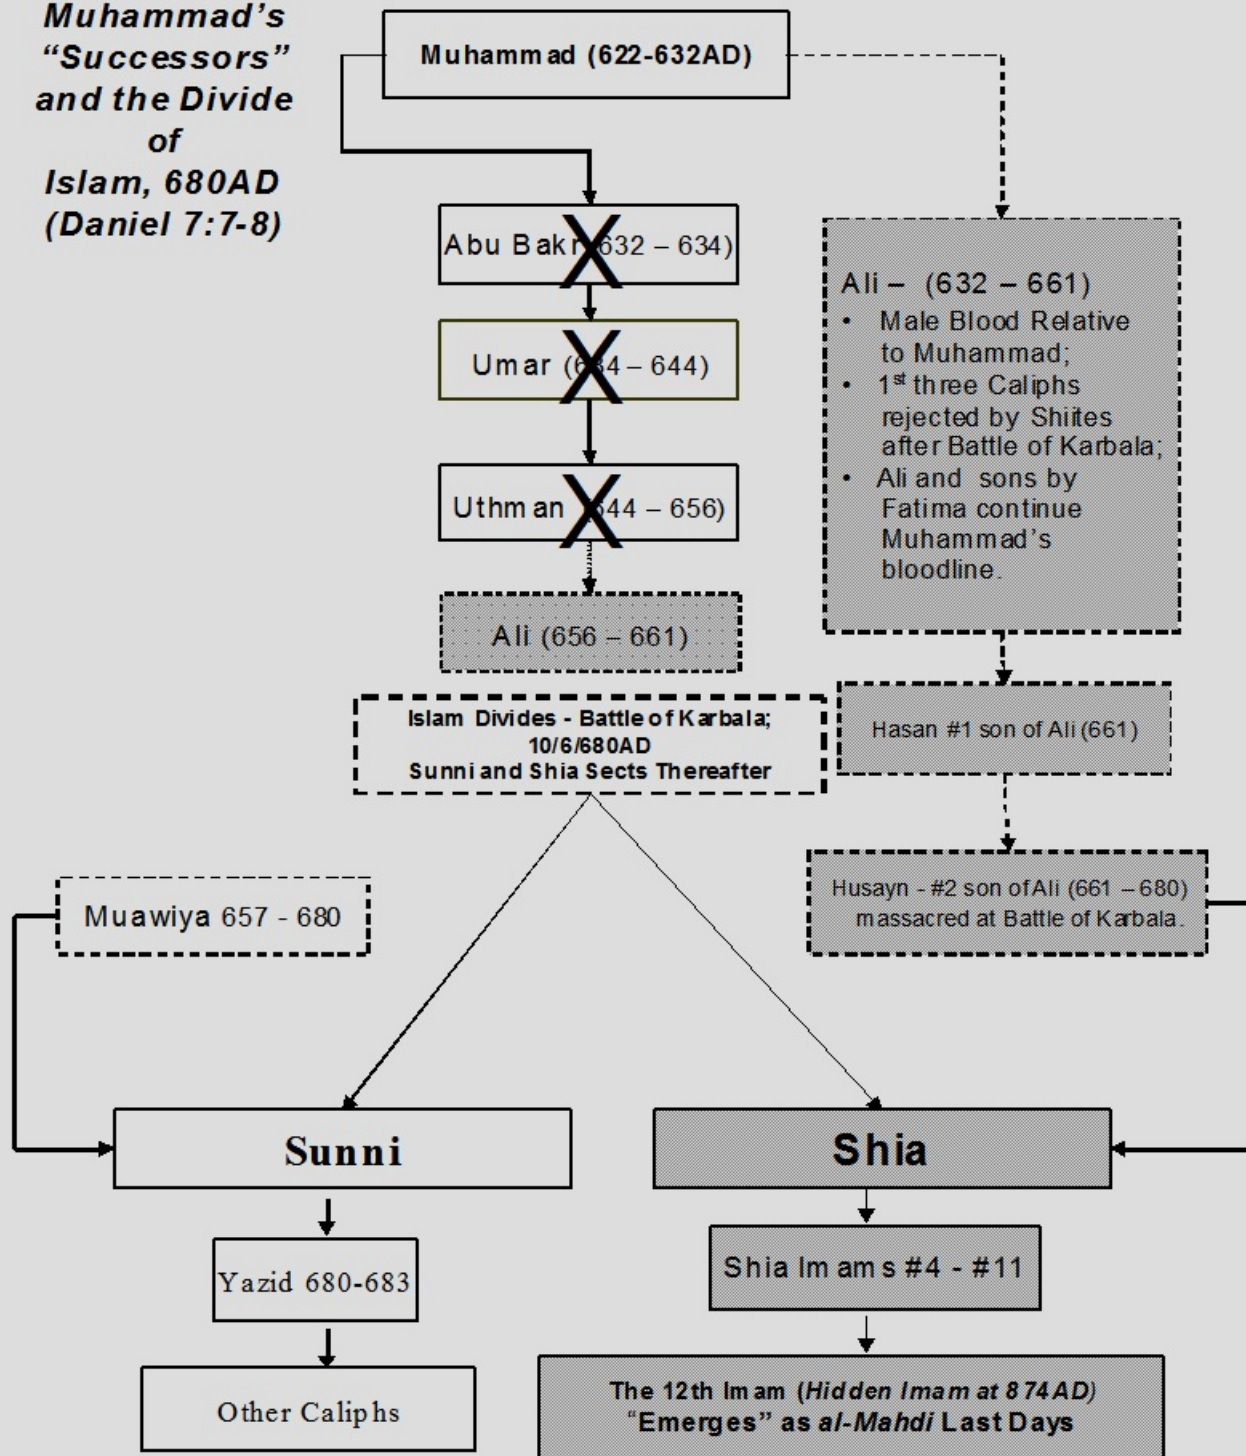 Muhammad's
“Successors”
and the Divide
of
Islam, 680AD
(Daniel 7:7-8)
Muhammad (622-632AD)
Abu Bakr (632 – 634)
X
Umar (634 – 644)
X
Uthman (644 – 656)
X
Ali (656 – 661)
Ali – (632 – 661)
• Male Blood Relative
to Muhammad;
• 1st three Caliphs
rejected by Shiites
after Battle of Karbala;
• Ali and sons by
Fatima continue
Muhammad's
bloodline.
Islam Divides - Battle of Karbala;
10/6/680AD
Sunni and Shia Sects Thereafter
Hasan #1 son of Ali (661)
Husayn - #2 son of Ali (661 – 680)
massacred at Battle of Karbala.
Muawiya 657 - 680
Sunni
Shia
Yazid 680-683
Shia Imams #4 - #11
Other Caliphs
The 12th Imam (Hidden Imam at 874AD)
“Emerges” as al-Mahdi Last Days